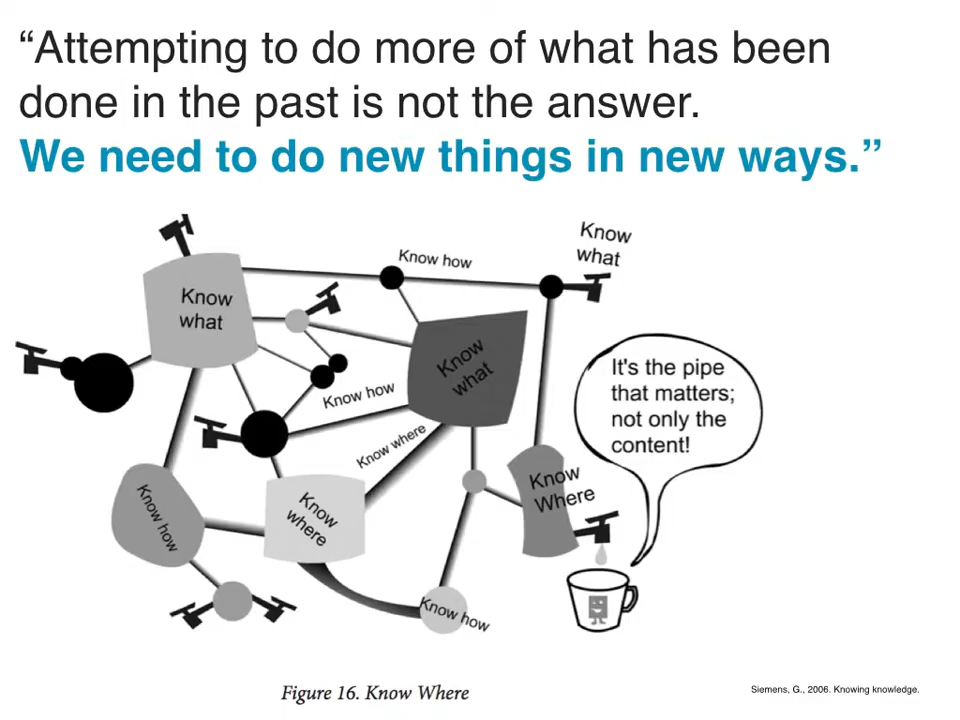 “Attempting to do more of what has been
done in the past is not the answer.
We need to do new things in new ways.”
Know
what
Know how
Know
what
Know
what
Know how
Know where
It's the pipe
that matters;
not only the
content!
Know how
Know
where
Know
Where
Know how
Figure 16. Know Where
Siemens, G., 2006. Knowing knowledge.